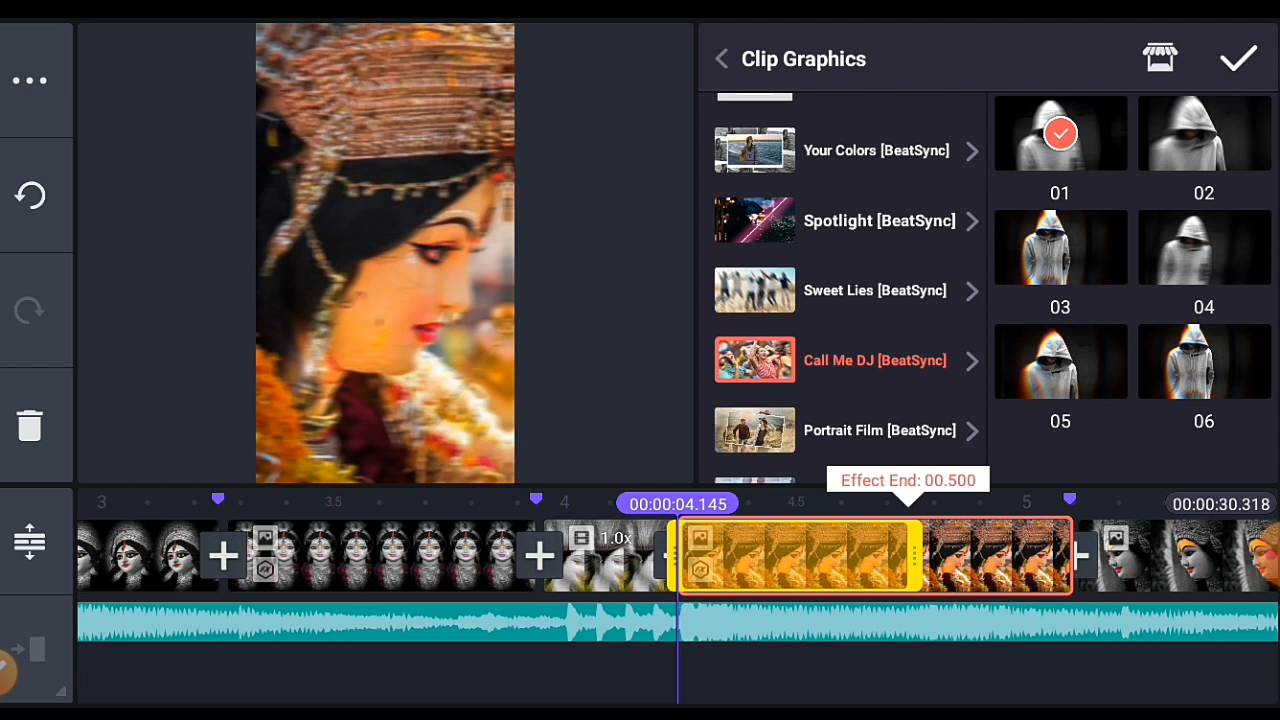 Clip Graphics
Your Colors [BeatSync]
Spotlight [BeatSync]
Sweet Lies [BeatSync]
Call Me DJ [BeatSync]
Portrait Film [BeatSync]
01
02
03
04
05
06
Effect End: 00.500
3
3.5
4
00:00:04.145
4.5
5
00:00:30.318
1.0x